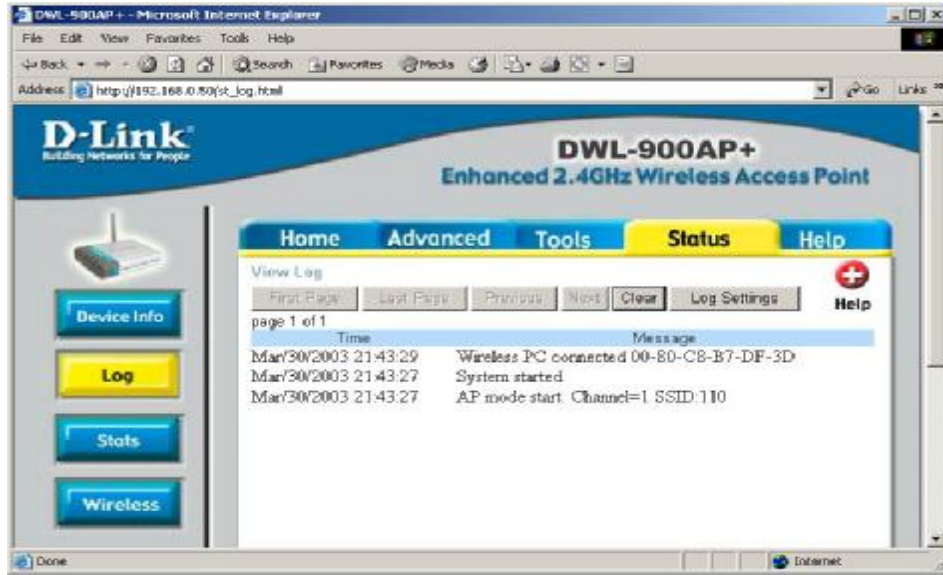 DWL-900AP+ - Microsoft Internet Explorer
File Edit View Favorites Tools Help
Back Search Favorites Media
Address http://192.168.0.50/st_log.html Go Links
D-Link
Building Networks for People
DWL-900AP+
Enhanced 2.4GHz Wireless Access Point
Home Advanced Tools Status Help
View Log
First Page Last Page Previous Next Clear Log Settings Help
page 1 of 1
Time Message
Mar/30/2003 21:43:29 Wireless PC connected 00-80-C8-B7-DF-3D
Mar/30/2003 21:43:27 System started
Mar/30/2003 21:43:27 AP mode start. Channel=1 SSID:110
Device Info
Log
Stats
Wireless
Done Internet